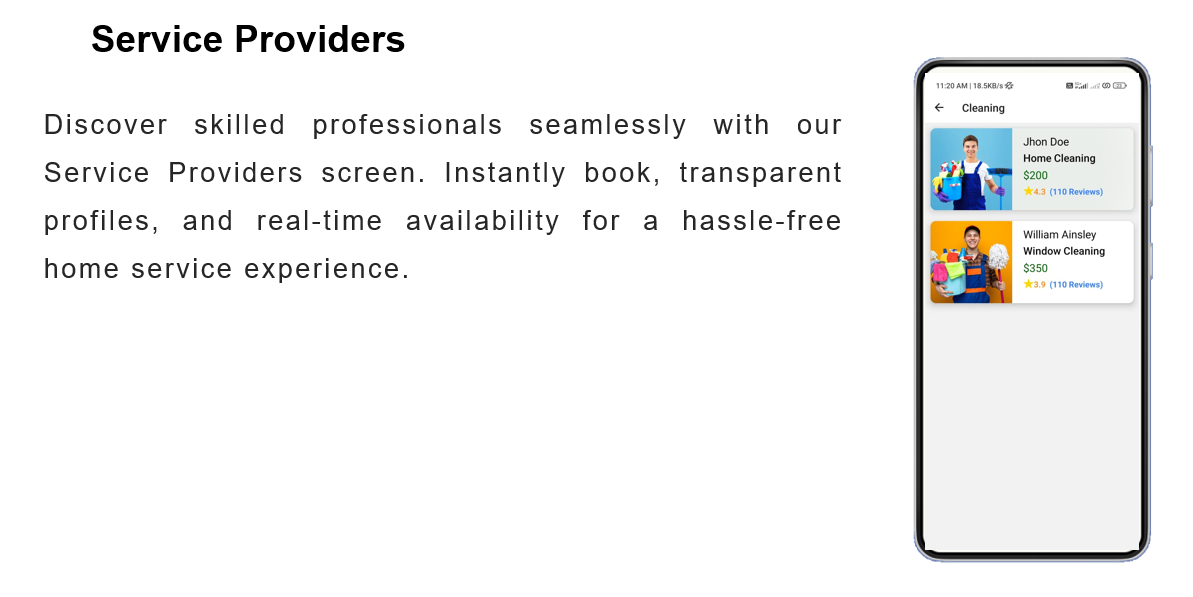 Service Providers
Discover skilled professionals seamlessly with our
Service Providers screen. Instantly book, transparent
profiles, and real-time availability for a hassle-free
home service experience.
11:20 AM | 18.5KB/s
Cleaning
Jhon Doe
Home Cleaning
$200
4.3 (110 Reviews)
William Ainsley
Window Cleaning
$350
3.9 (110 Reviews)